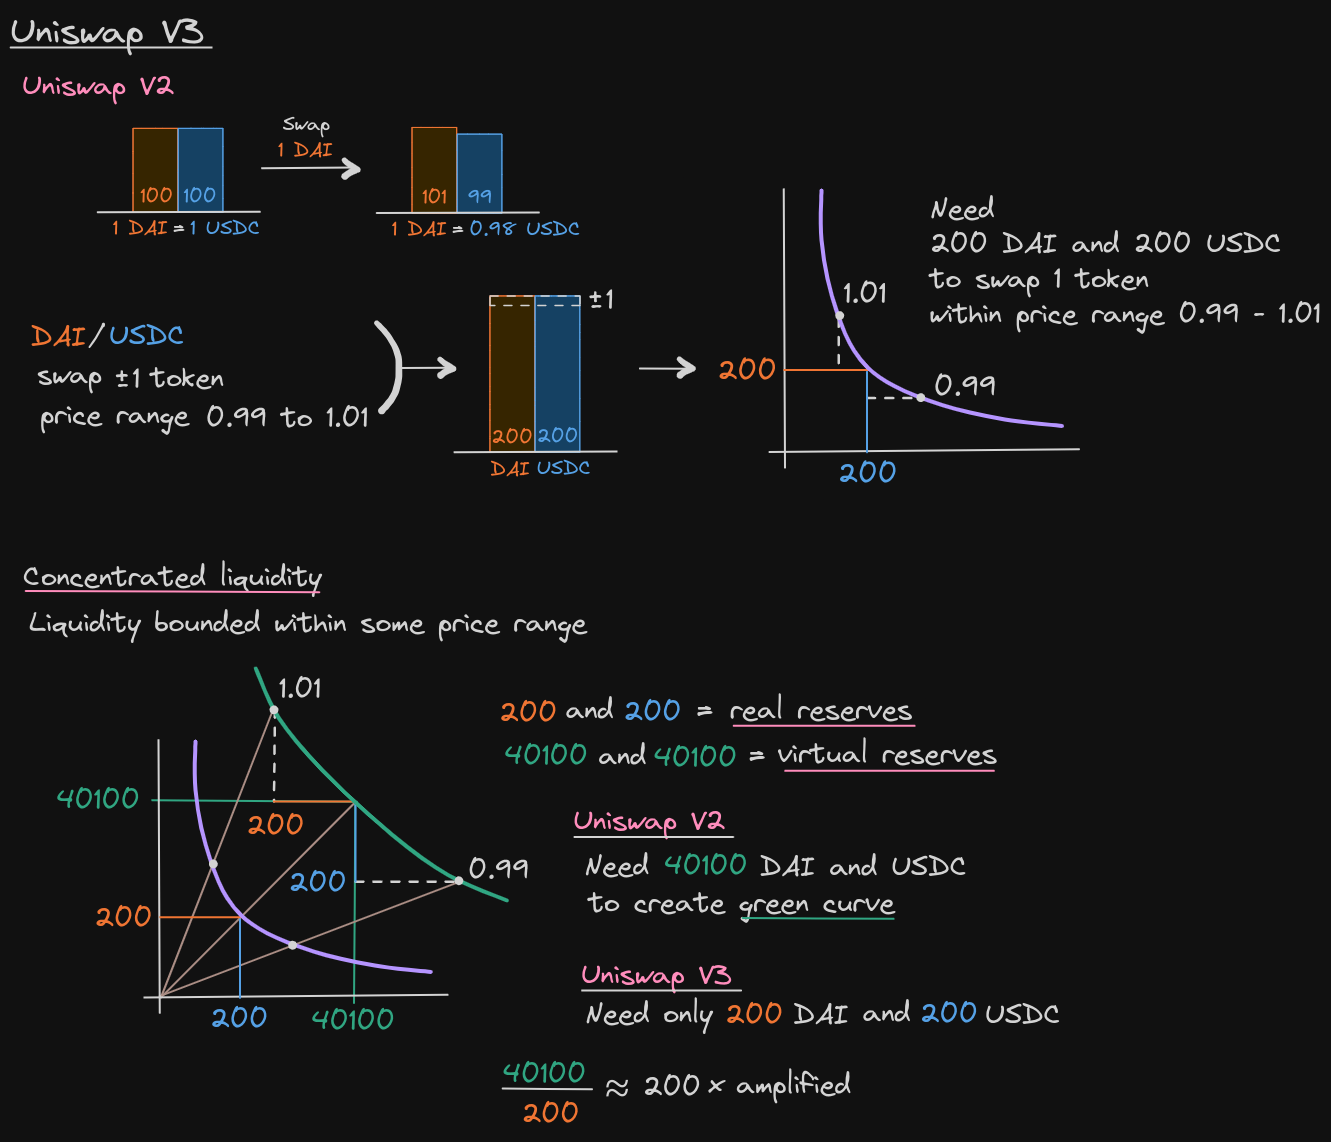 Uniswap V3
Uniswap V2
Swap
1 DAI
100 100
1 DAI = 1 USDC
101 99
1 DAI = 0.98 USDC
DAI/USDC
swap ±1 token
price range 0.99 to 1.01
±1
200 200
DAI USDC
1.01
200
0.99
200
Need
200 DAI and 200 USDC
to swap 1 token
within price range 0.99 - 1.01
Concentrated liquidity
Liquidity bounded within some price range
1.01
40100
200
200
0.99
200
200
40100
200 and 200 = real reserves
40100 and 40100 = virtual reserves
Uniswap V2
Need 40100 DAI and USDC
to create green curve
Uniswap V3
Need only 200 DAI and 200 USDC
40100
≈ 200 x amplified
200